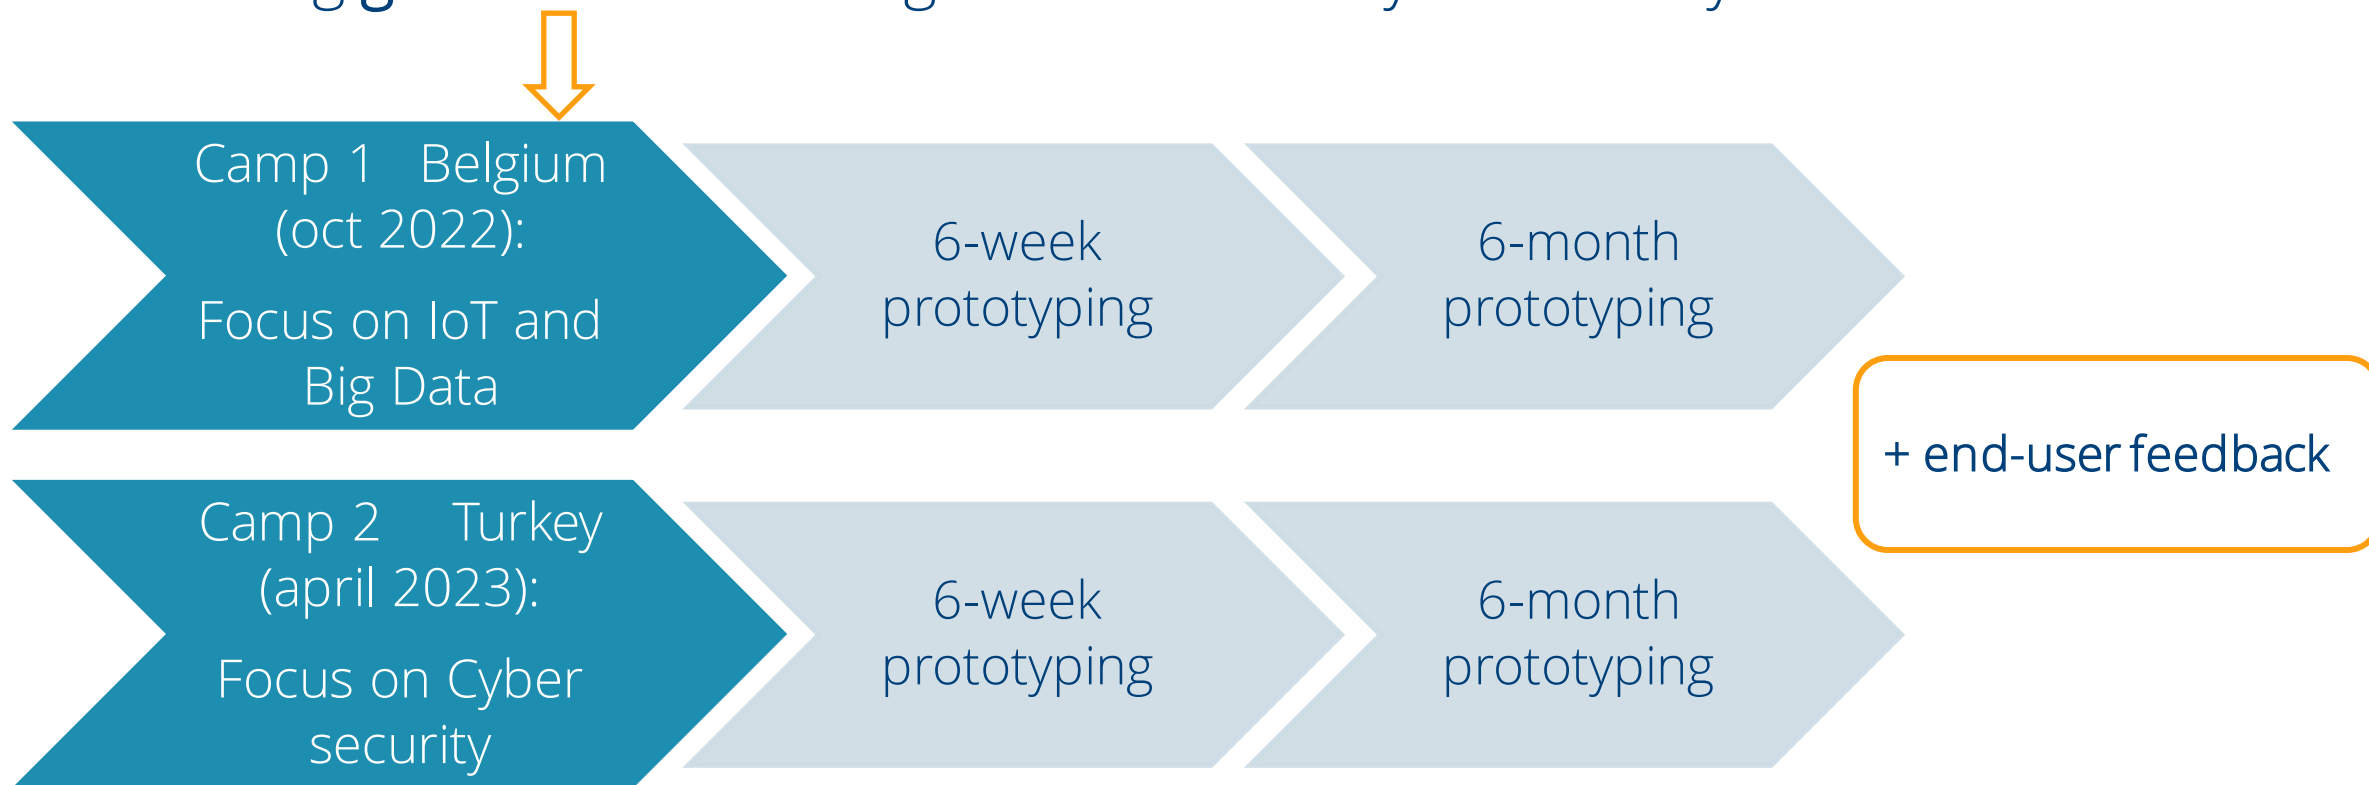 Camp 1 Belgium
(oct 2022):
Focus on IoT and
Big Data
6-week
prototyping
6-month
prototyping
+ end-user feedback
Camp 2 Turkey
(april 2023):
Focus on Cyber
security
6-week
prototyping
6-month
prototyping